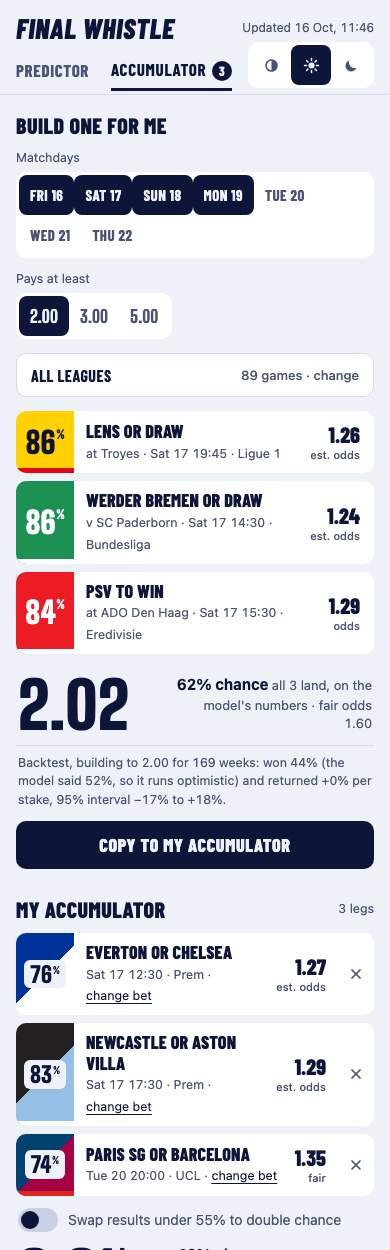 FINAL WHISTLE
Updated 16 Oct, 11:46
PREDICTOR
ACCUMULATOR 3
BUILD ONE FOR ME
Matchdays
FRI 16 SAT 17 SUN 18 MON 19 TUE 20
WED 21 THU 22
Pays at least
2.00 3.00 5.00
ALL LEAGUES
89 games · change
86%
LENS OR DRAW
at Troyes · Sat 17 19:45 · Ligue 1
1.26
est. odds
86%
WERDER BREMEN OR DRAW
v SC Paderborn · Sat 17 14:30 ·
Bundesliga
1.24
est. odds
84%
PSV TO WIN
at ADO Den Haag · Sat 17 15:30 ·
Eredivisie
1.29
odds
2.02
62% chance all 3 land, on the
model's numbers · fair odds
1.60
Backtest, building to 2.00 for 169 weeks: won 44% (the
model said 52%, so it runs optimistic) and returned +0% per
stake, 95% interval −17% to +18%.
COPY TO MY ACCUMULATOR
MY ACCUMULATOR
3 legs
76%
EVERTON OR CHELSEA
Sat 17 12:30 · Prem ·
change bet
1.27
est. odds
×
83%
NEWCASTLE OR ASTON
VILLA
Sat 17 17:30 · Prem ·
change bet
1.29
est. odds
×
74%
PARIS SG OR BARCELONA
Tue 20 20:00 · UCL · change bet
1.35
fair
×
Swap results under 55% to double chance